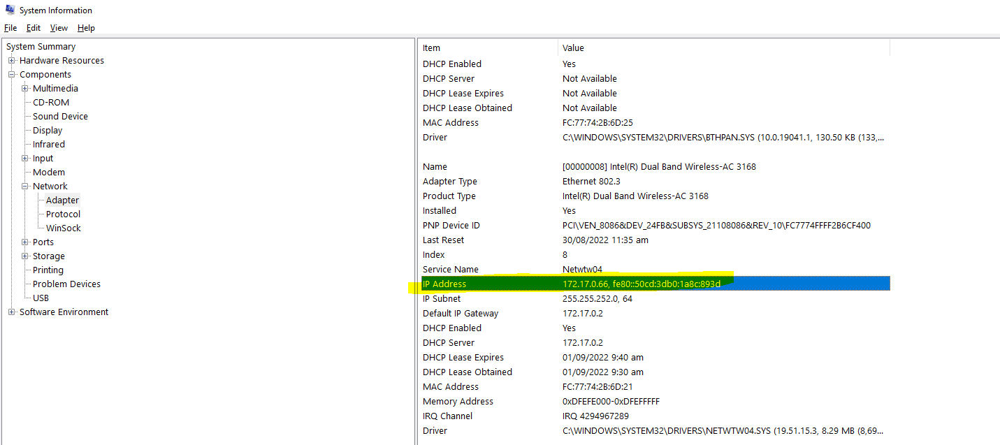 System Information
File Edit View Help
System Summary
Hardware Resources
Components
Multimedia
CD-ROM
Sound Device
Display
Infrared
Input
Modem
Network
Adapter
Protocol
WinSock
Ports
Storage
Printing
Problem Devices
USB
Software Environment
Item Value
DHCP Enabled Yes
DHCP Server Not Available
DHCP Lease Expires Not Available
DHCP Lease Obtained Not Available
MAC Address FC:77:74:2B:6D:25
Driver C:\WINDOWS\SYSTEM32\DRIVERS\BTHPAN.SYS (10.0.19041.1, 130.50 KB (133,...
Name [00000008] Intel(R) Dual Band Wireless-AC 3168
Adapter Type Ethernet 802.3
Product Type Intel(R) Dual Band Wireless-AC 3168
Installed Yes
PNP Device ID PCI\VEN_8086&DEV_24FB&SUBSYS_21108086&REV_10\FC7774FFFF2B6CF400
Last Reset 30/08/2022 11:35 am
Index 8
Service Name Netwtw04
IP Address 172.17.0.66, fe80::50cd:3db0:1a8c:893d
IP Subnet 255.255.252.0, 64
Default IP Gateway 172.17.0.2
DHCP Enabled Yes
DHCP Server 172.17.0.2
DHCP Lease Expires 01/09/2022 9:40 am
DHCP Lease Obtained 01/09/2022 9:30 am
MAC Address FC:77:74:2B:6D:21
Memory Address 0xDFEFE000-0xDFEFFFFF
IRQ Channel IRQ 4294967289
Driver C:\WINDOWS\SYSTEM32\DRIVERS\NETWTW04.SYS (19.51.15.3, 8.29 MB (8,69...